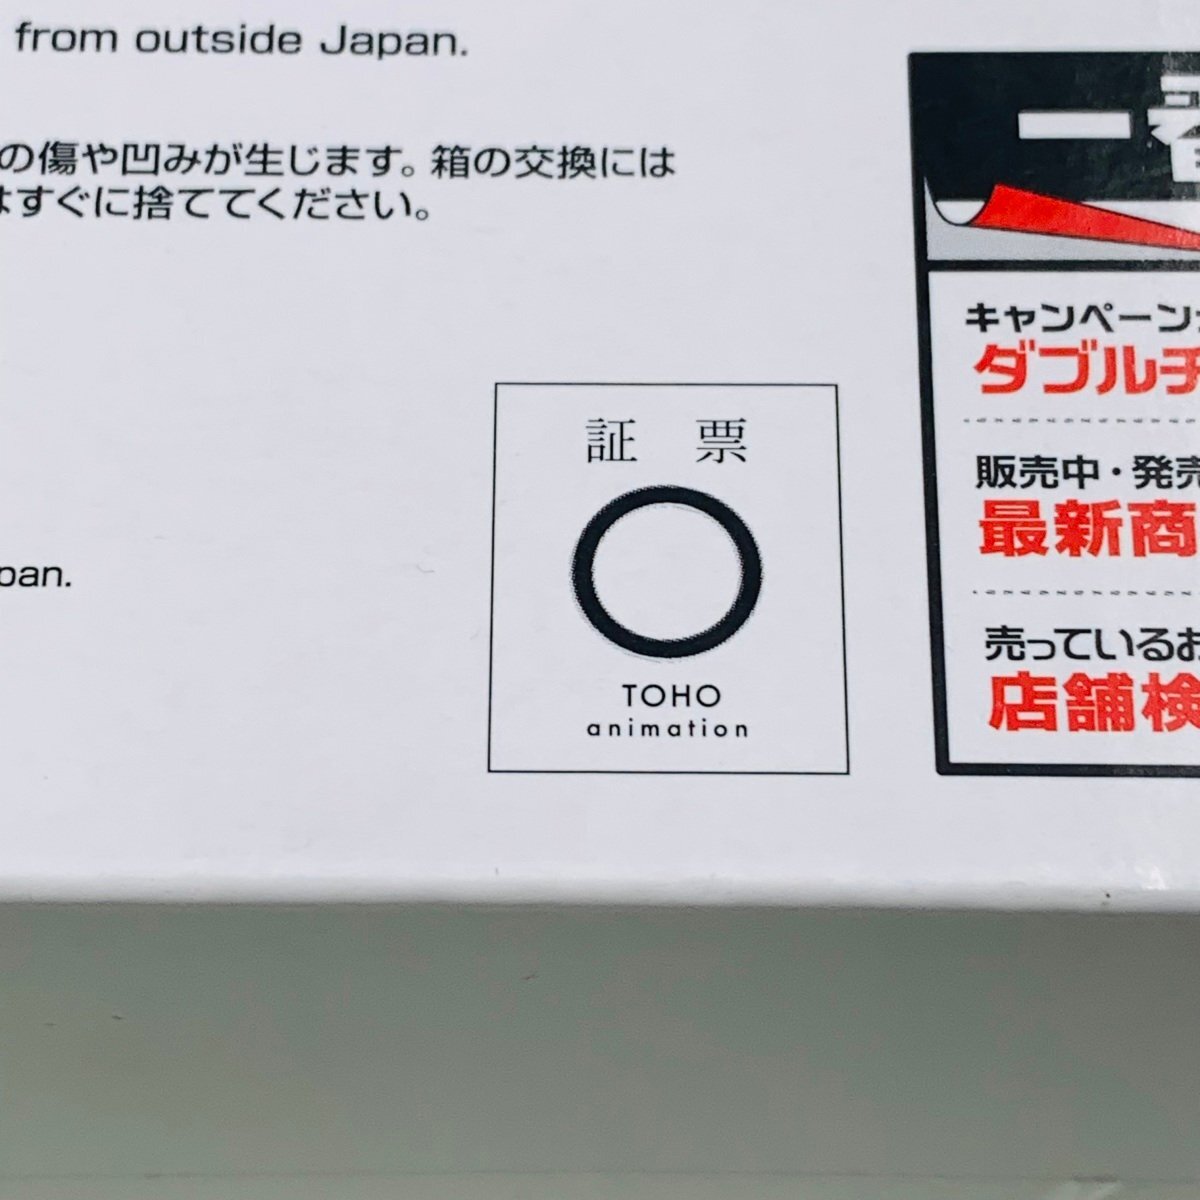 from outside Japan.
の傷や凹みが生じます。箱の交換には
はすぐに捨ててください。
証 票
TOHO
animation
pan.
一番
キャンペーン
ダブルチ
販売中・発売
最新商
売っているお
店舗検